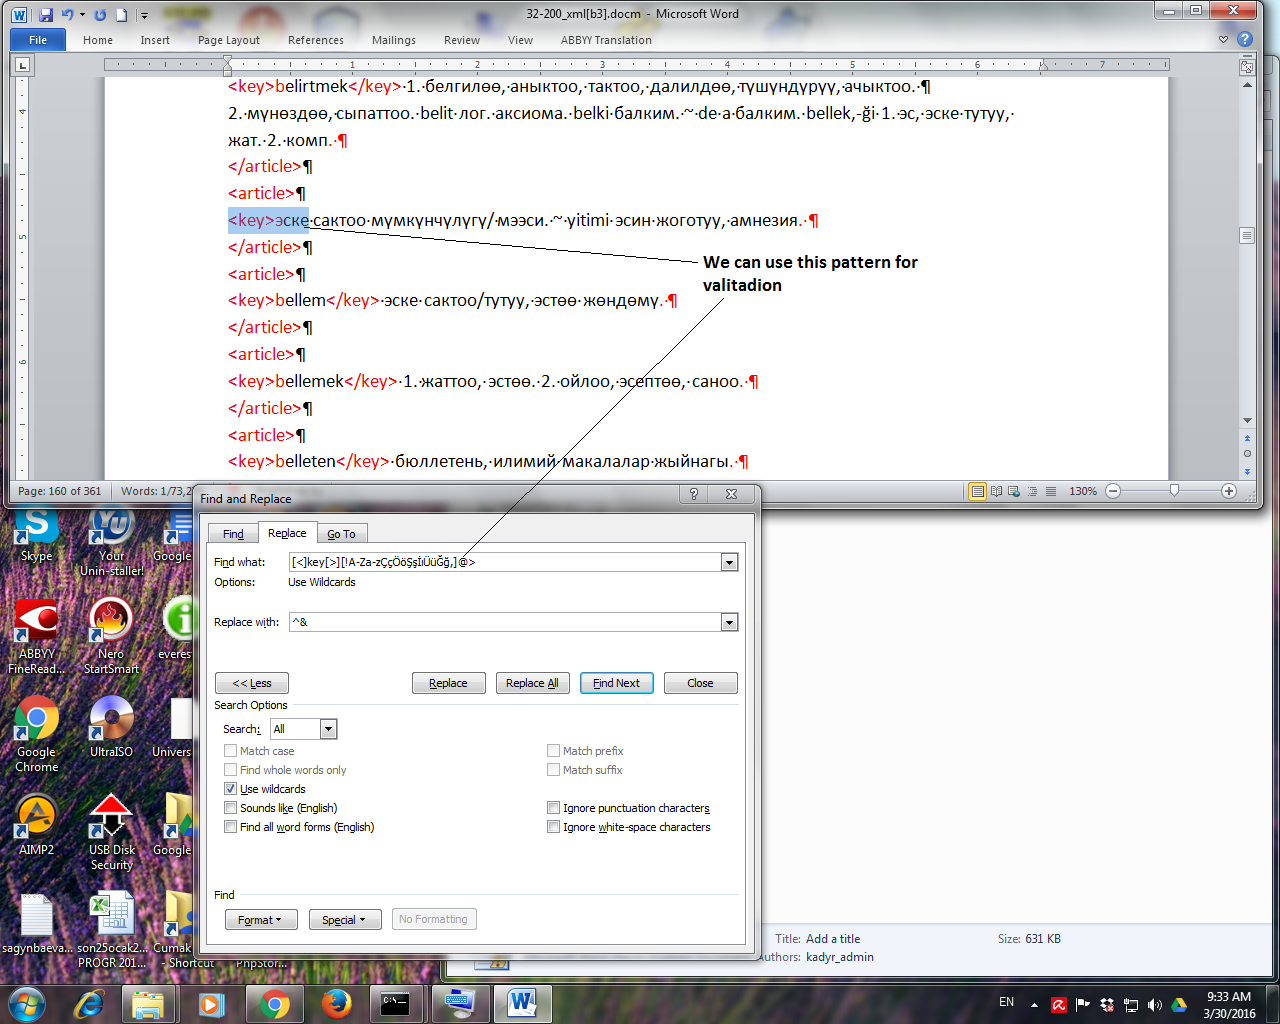 32-200_xml[b3].docm - Microsoft Word
File Home Insert Page Layout References Mailings Review View ABBYY Translation
1 2 3 4 5 6 7
<key>belirtmek</key>·1.·белгилөө,·аныктоо,·тактоо,·далилдөө,·түшүндүрүү,·ачыктоо.·¶
2.·мүнөздөө,·сыпаттоо.·belit·лог.·аксиома.·belki·балким.·~·de·a·балким.·bellek,-ği·1.·эс,·эске·тутуу,·
жат.·2.·комп.·¶
</article>¶
<article>¶
<key>эске·сактоо·мүмкүнчүлүгү/·мээси.·~·yitimi·эсин·жоготуу,·амнезия.·¶
</article>¶
<article>¶
We can use this pattern for
valitadion
<key>bellem</key>·эске·сактоо/тутуу,·эстөө·жөндөмү.·¶
</article>¶
<article>¶
<key>bellemek</key>·1.·жаттоо,·эстөө.·2.·ойлоо,·эсептөө,·саноо.·¶
</article>¶
<article>¶
<key>belleten</key>·бюллетень,·илимий·макалалар·жыйнагы.·¶
Page: 160 of 361 Words: 1/73,2 130%
Find and Replace
Find Replace Go To
Find what: [<]key[>][!A-Za-zÇçÖöŞşİıÜüĞğ,]@>
Options: Use Wildcards
Replace with: ^&
<< Less Replace Replace All Find Next Close
Search Options
Search: All
Match case Match prefix
Find whole words only Match suffix
Use wildcards
Sounds like (English) Ignore punctuation characters
Find all word forms (English) Ignore white-space characters
Find
Format Special No Formatting
Skype
Your Unin-staller!
Google
ABBYY FineRead...
Nero StartSmart
everes
Google Chrome
UltraISO
Univers
AIMP2
USB Disk Security
Google
sagynbaeva...
son25ocak2... PROGR 201...
Cumak - Shortcut
PhpStor...
Title: Add a title Size: 631 KB
Authors: kadyr_admin
EN
9:33 AM
3/30/2016